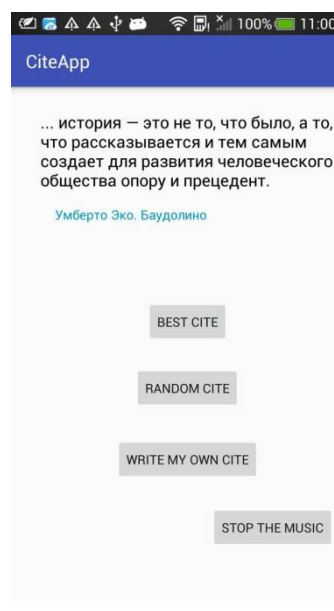 100% 11:00
CiteApp
... история — это не то, что было, а то,
что рассказывается и тем самым
создает для развития человеческого
общества опору и прецедент.
Умберто Эко. Баудолино
BEST CITE
RANDOM CITE
WRITE MY OWN CITE
STOP THE MUSIC